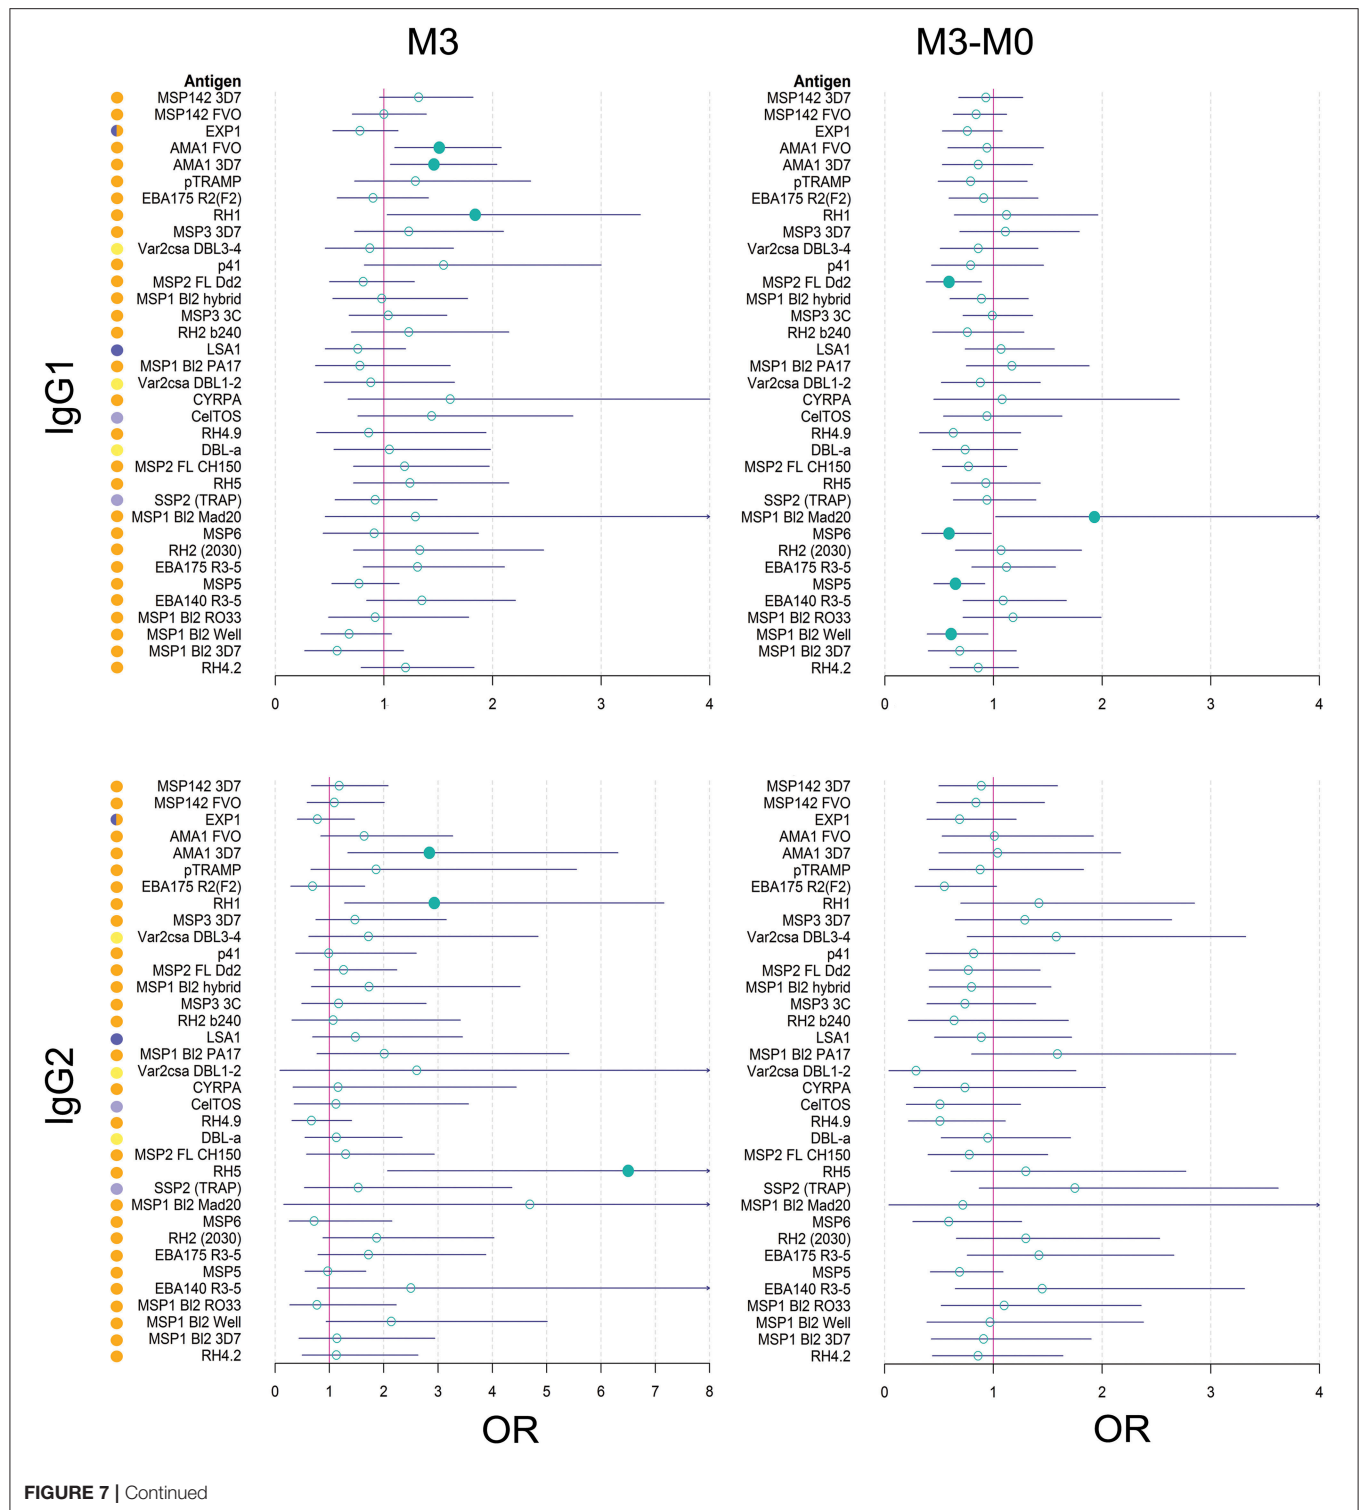 M3
M3-M0
IgG1
Antigen
MSP142 3D7
MSP142 FVO
EXP1
AMA1 FVO
AMA1 3D7
pTRAMP
EBA175 R2(F2)
RH1
MSP3 3D7
Var2csa DBL3-4
p41
MSP2 FL Dd2
MSP1 Bl2 hybrid
MSP3 3C
RH2 b240
LSA1
MSP1 Bl2 PA17
Var2csa DBL1-2
CYRPA
CelTOS
RH4.9
DBL-a
MSP2 FL CH150
RH5
SSP2 (TRAP)
MSP1 Bl2 Mad20
MSP6
RH2 (2030)
EBA175 R3-5
MSP5
EBA140 R3-5
MSP1 Bl2 RO33
MSP1 Bl2 Well
MSP1 Bl2 3D7
RH4.2
0 1 2 3 4
Antigen
MSP142 3D7
MSP142 FVO
EXP1
AMA1 FVO
AMA1 3D7
pTRAMP
EBA175 R2(F2)
RH1
MSP3 3D7
Var2csa DBL3-4
p41
MSP2 FL Dd2
MSP1 Bl2 hybrid
MSP3 3C
RH2 b240
LSA1
MSP1 Bl2 PA17
Var2csa DBL1-2
CYRPA
CelTOS
RH4.9
DBL-a
MSP2 FL CH150
RH5
SSP2 (TRAP)
MSP1 Bl2 Mad20
MSP6
RH2 (2030)
EBA175 R3-5
MSP5
EBA140 R3-5
MSP1 Bl2 RO33
MSP1 Bl2 Well
MSP1 Bl2 3D7
RH4.2
0 1 2 3 4
IgG2
MSP142 3D7
MSP142 FVO
EXP1
AMA1 FVO
AMA1 3D7
pTRAMP
EBA175 R2(F2)
RH1
MSP3 3D7
Var2csa DBL3-4
p41
MSP2 FL Dd2
MSP1 Bl2 hybrid
MSP3 3C
RH2 b240
LSA1
MSP1 Bl2 PA17
Var2csa DBL1-2
CYRPA
CelTOS
RH4.9
DBL-a
MSP2 FL CH150
RH5
SSP2 (TRAP)
MSP1 Bl2 Mad20
MSP6
RH2 (2030)
EBA175 R3-5
MSP5
EBA140 R3-5
MSP1 Bl2 RO33
MSP1 Bl2 Well
MSP1 Bl2 3D7
RH4.2
0 1 2 3 4 5 6 7 8
OR
MSP142 3D7
MSP142 FVO
EXP1
AMA1 FVO
AMA1 3D7
pTRAMP
EBA175 R2(F2)
RH1
MSP3 3D7
Var2csa DBL3-4
p41
MSP2 FL Dd2
MSP1 Bl2 hybrid
MSP3 3C
RH2 b240
LSA1
MSP1 Bl2 PA17
Var2csa DBL1-2
CYRPA
CelTOS
RH4.9
DBL-a
MSP2 FL CH150
RH5
SSP2 (TRAP)
MSP1 Bl2 Mad20
MSP6
RH2 (2030)
EBA175 R3-5
MSP5
EBA140 R3-5
MSP1 Bl2 RO33
MSP1 Bl2 Well
MSP1 Bl2 3D7
RH4.2
0 1 2 3 4
OR
FIGURE 7 | Continued